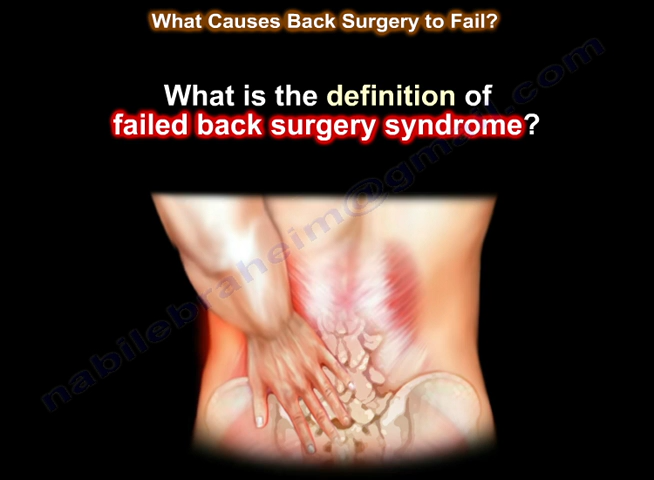 What Causes Back Surgery to Fail?
What is the definition of
failed back surgery syndrome?
nabilebraheim@gmail.com